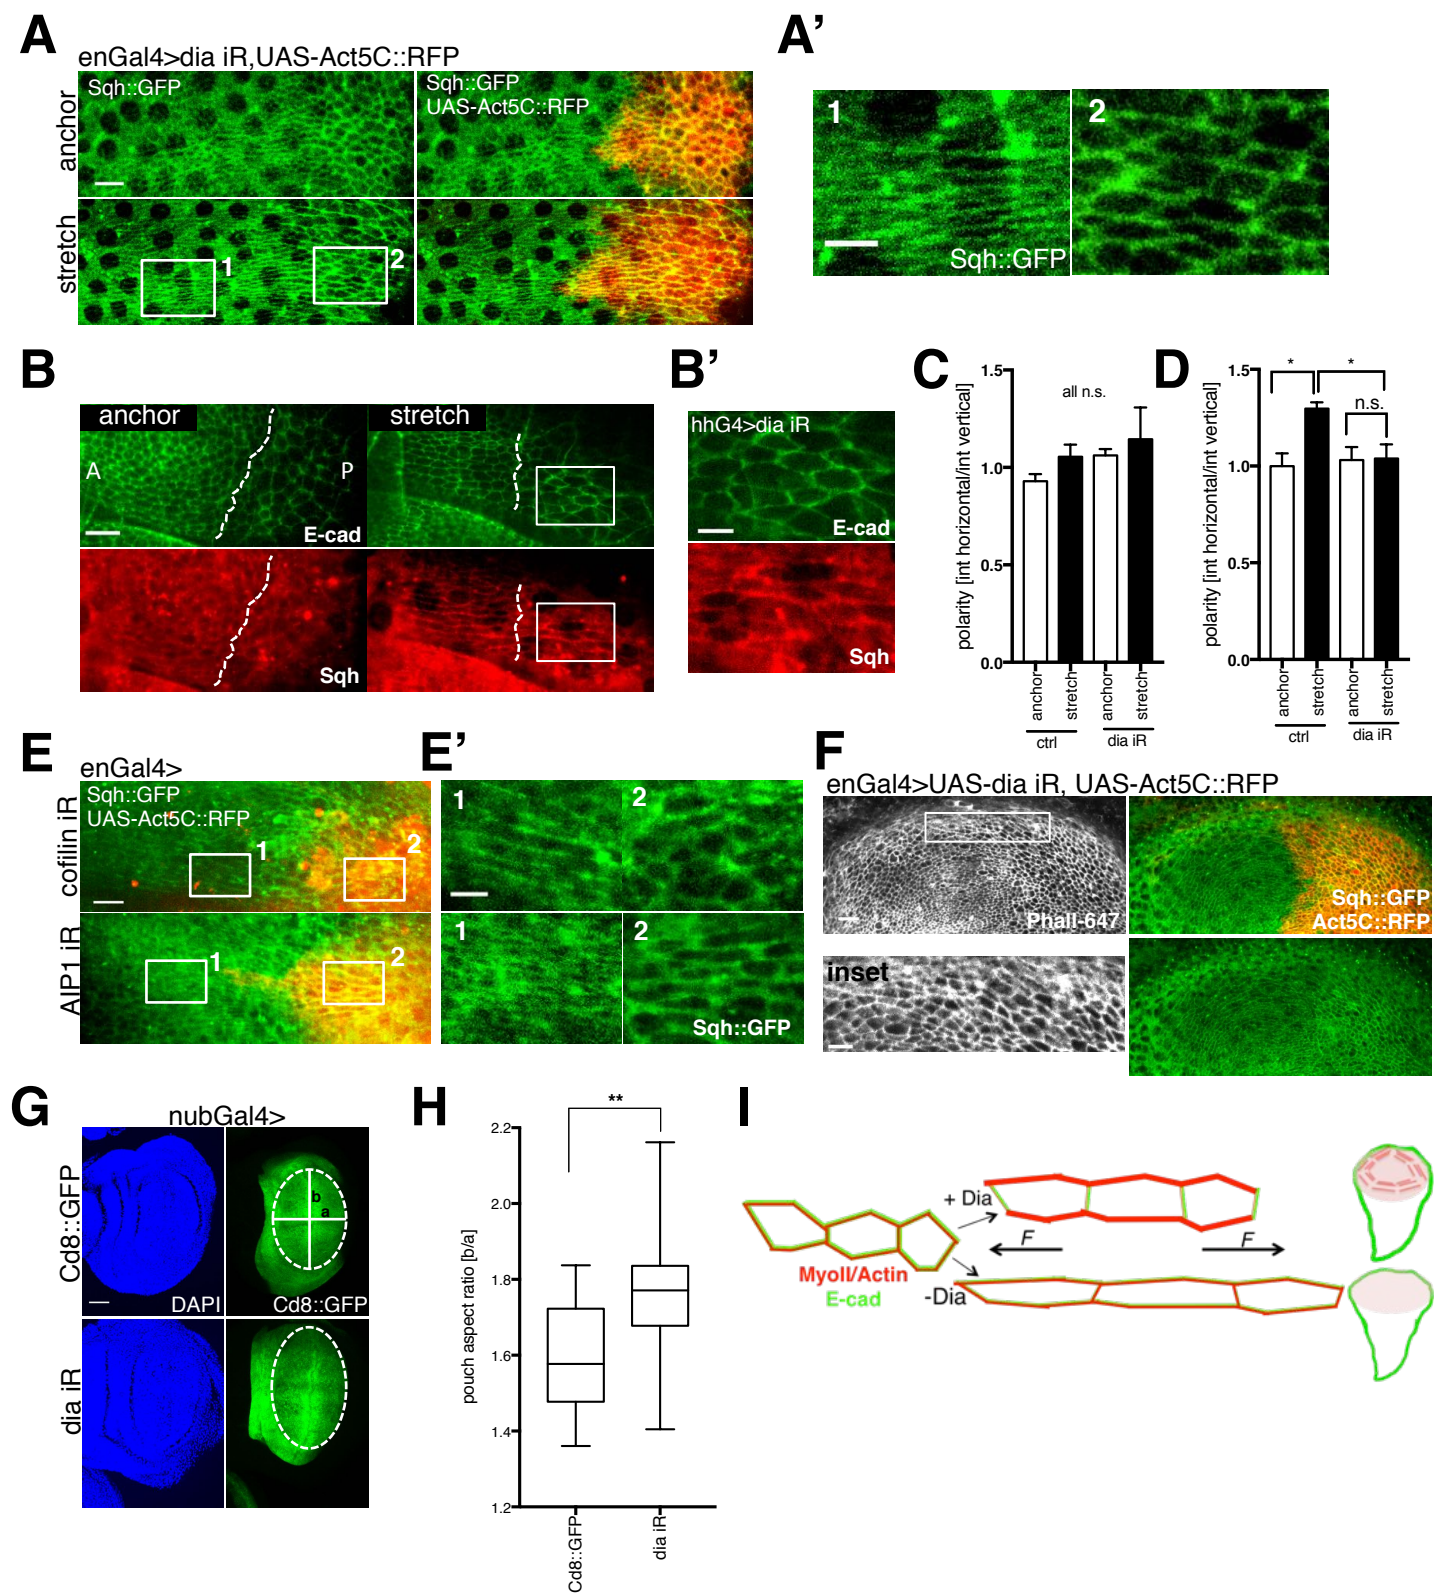 A
enGal4>dia iR,UAS-Act5C::RFP
anchor
Sqh::GFP
Sqh::GFP
UAS-Act5C::RFP
stretch
1
2
A'
1
2
Sqh::GFP
B
anchor
stretch
A
P
E-cad
Sqh
B'
hhG4>dia iR
E-cad
Sqh
C
polarity [int horizontal/int vertical]
1.5
1.0
0.5
0.0
all n.s.
anchor
stretch
anchor
stretch
ctrl
dia iR
D
polarity [int horizontal/int vertical]
1.5
1.0
0.5
0.0
*
*
n.s.
anchor
stretch
anchor
stretch
ctrl
dia iR
E
enGal4>
cofilin iR
Sqh::GFP
UAS-Act5C::RFP
1
2
AIP1 iR
1
2
E'
1
2
1
2
Sqh::GFP
F
enGal4>UAS-dia iR, UAS-Act5C::RFP
Phall-647
Sqh::GFP
Act5C::RFP
inset
G
nubGal4>
Cd8::GFP
DAPI
b
a
Cd8::GFP
dia iR
H
pouch aspect ratio [b/a]
2.2
2.0
1.8
1.6
1.4
1.2
**
Cd8::GFP
dia iR
I
+ Dia
F
F
MyoII/Actin
E-cad
-Dia